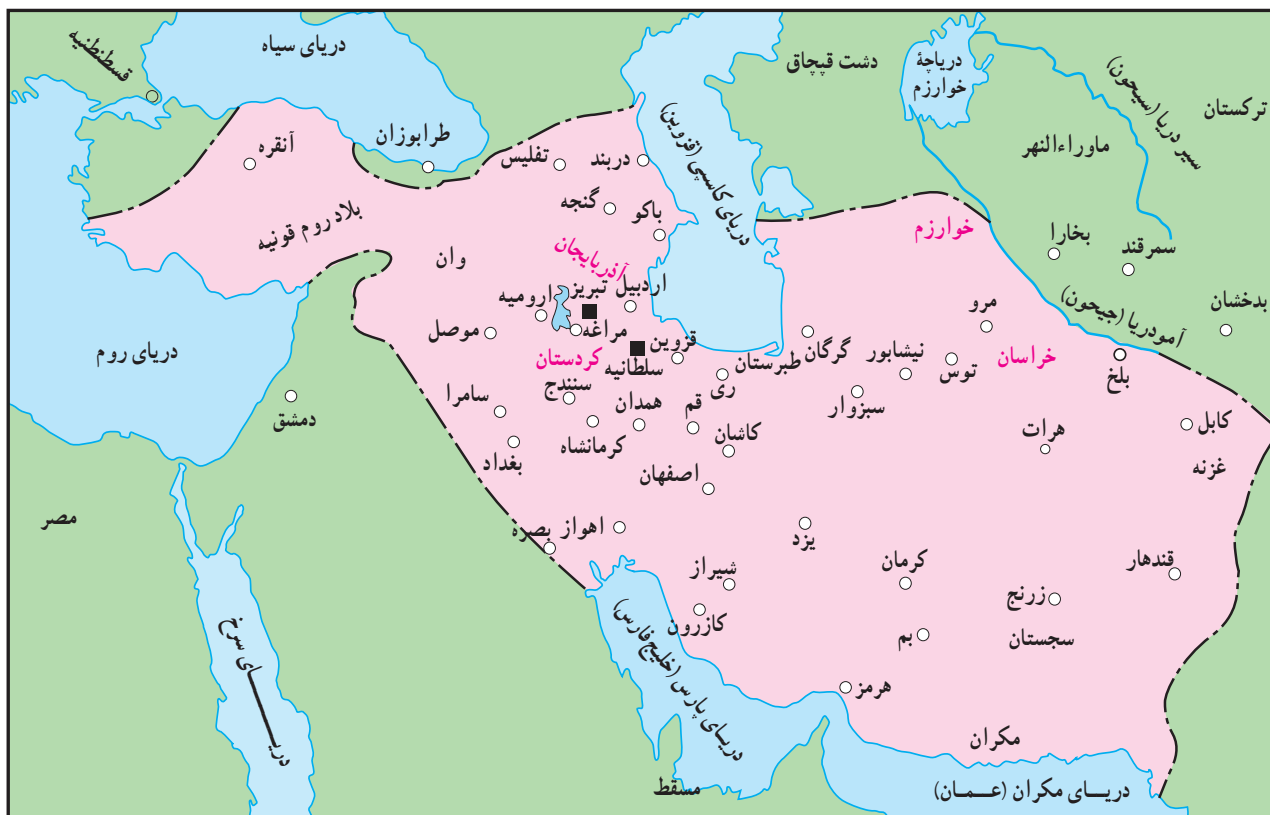 دریای سیاه
قسطنطنیه
دشت قپچاق
دریاچهٔ
خوارزم
سیر دریا (سیحون)
ترکستان
ماوراءالنهر
آنقره
طرابوزان
تفلیس
دربند
دریای کاسپی (قزوین)
گنجه
باکو
بلاد روم قونیه
خوارزم
بخارا
سمرقند
وان
آذربایجان
اردبیل
تبریز
ارومیه
مراغه
موصل
آمودریا (جیحون)
بدخشان
مرو
خراسان
بلخ
دریای روم
کردستان
سلطانیه
قزوین
طبرستان
گرگان
نیشابور
توس
ری
سبزوار
دمشق
سامرا
سنندج
همدان
قم
کاشان
کرمانشاه
بغداد
هرات
کابل
غزنه
اصفهان
مصر
بصره
اهواز
یزد
شیراز
کازرون
کرمان
بم
زرنج
سجستان
قندهار
دریای سرخ
دریای پارس (خلیج‌فارس)
هرمز
مکران
مسقط
دریای مکران (عمان)